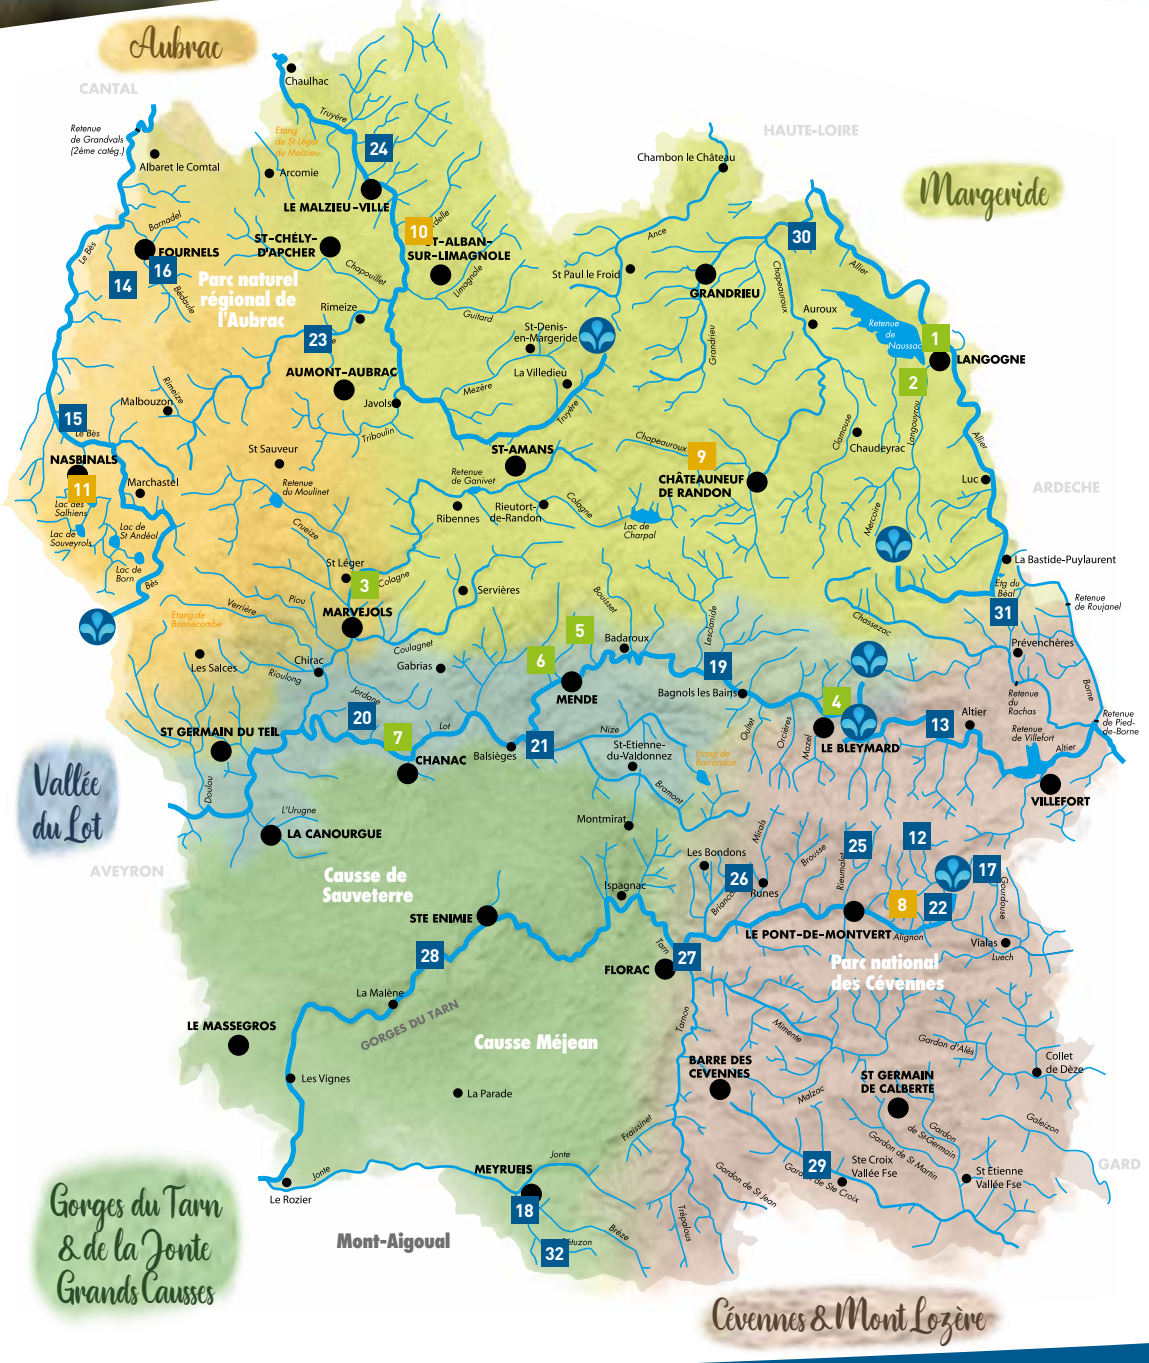 Aubrac
CANTAL
Chaulhac
Truyère
Retenue
de Grandvals
(2ème catég.)
Albaret le Comtal
Etang
de St Léger
du Malzieu
Arcomie
24
LE MALZIEU-VILLE
HAUTE-LOIRE
Chambon le Château
Margeride
Barnadel
Le Bès
FOURNELS
14
16
Bédaule
ST-CHÉLY-
D'APCHER
Chapouillet
10
ST-ALBAN-
SUR-LIMAGNOLE
Limagnole
Guitard
Parc naturel
régional de
l'Aubrac
Rimeize
23
AUMONT-AUBRAC
Javols
Triboulin
Ance
St Paul le Froid
GRANDRIEU
Grandrieu
30
Chapeauroux
Allier
Auroux
Retenue
de
Naussac
1
LANGOGNE
2
Langouyrou
St-Denis-
en-Margeride
La Villedieu
Mezère
Truyère
Rimeize
Malbouzon
15
Le Bès
NASBINALS
11
Marchastel
Lac des
Salhiens
Lac de
Souveyrols
Lac de
St Andéol
Lac de
Born
Bès
St Sauveur
Retenue
du Moulinet
Crueize
ST-AMANS
Retenue
de Ganivet
Ribennes
Rieutort-
de-Randon
Colagne
Chapeauroux
9
CHÂTEAUNEUF
DE RANDON
Lac de
Charpal
Clamouse
Chaudeyrac
Mercoire
Allier
Luc
ARDECHE
La Bastide-Puylaurent
Etg du
Béal
31
Retenue
de Roujanel
St Léger
3
Colagne
MARVEJOLS
Servières
Piou
Verrière
Etang de
Bonnecombe
Les Salces
Rioulong
Chirac
Coulagnet
Gabrias
Jordane
Bouisset
5
6
Badaroux
MENDE
Lesclanide
19
Bagnols les Bains
Chassezac
Prévenchères
Retenue
du
Rachas
Borne
Retenue
de Pied-
de-Borne
4
LE BLEYMARD
Oultet
Orcières
Mazel
13
Altier
Retenue
de Villefort
Altier
VILLEFORT
ST GERMAIN DU TEIL
20
7
Lot
CHANAC
Balsièges
21
Nize
St-Etienne-
du-Valdonnez
Etang de
Barrandon
Bramont
Vallée
du Lot
Doulou
L'Urugne
LA CANOURGUE
AVEYRON
Montmirat
Causse de
Sauveterre
Ispagnac
STE ENIMIE
28
La Malène
GORGES DU TARN
Les Bondons
26
Runes
Mirals
Brousse
25
Rieumalet
12
17
Gourdouse
8
22
LE PONT-DE-MONTVERT
Alignon
Vialas
Luech
Tarn
FLORAC
27
Parc national
des Cévennes
LE MASSEGROS
Causse Méjean
Les Vignes
La Parade
Tarnon
Mimente
BARRE DES
CEVENNES
Malzac
Gardon d'Alès
ST GERMAIN
DE CALBERTE
Collet
de Dèze
Galeizon
Gardon
de St-Germain
Gardon de St Martin
Fraissinet
29
Ste Croix
Vallée Fse
Gardon de Ste Croix
Gardon de St Jean
St Etienne
Vallée Fse
GARD
Le Rozier
Jonte
MEYRUEIS
Jonte
18
Brèze
32
Trépalous
Mont-Aigoual
Gorges du Tarn
& de la Jonte
Grands Causses
Cévennes & Mont Lozère